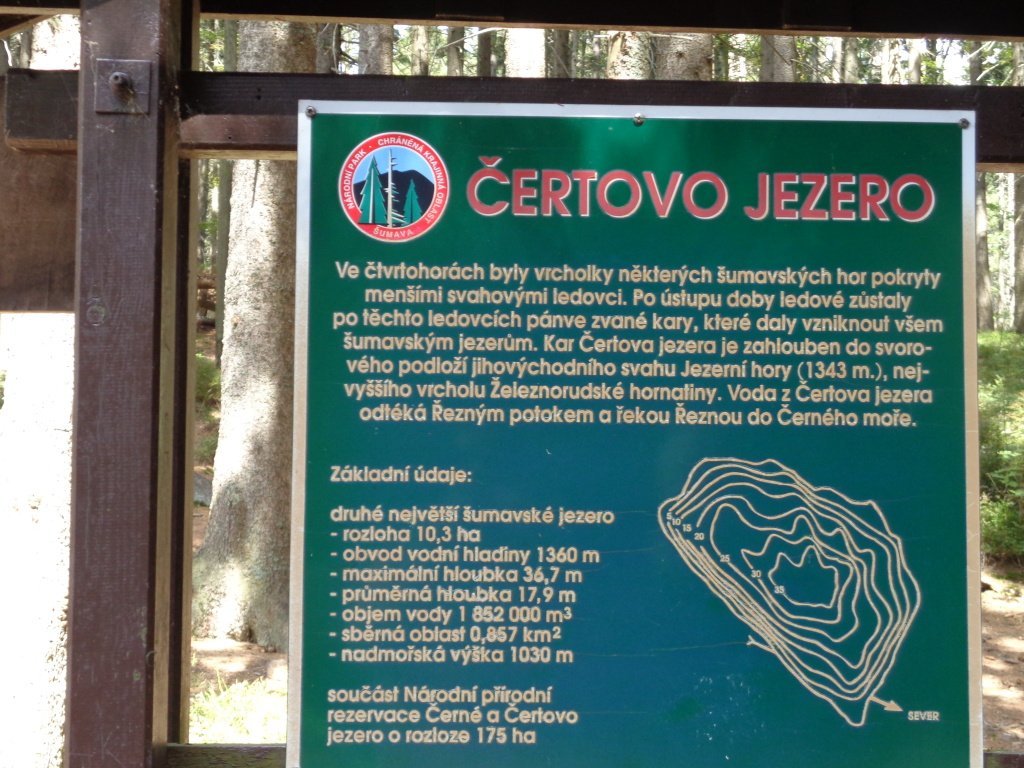 NÁRODNÍ PARK · CHRÁNĚNÁ KRAJINNÁ OBLAST
ŠUMAVA
ČERTOVO JEZERO
Ve čtvrtohorách byly vrcholky některých šumavských hor pokryty
menšími svahovými ledovci. Po ústupu doby ledové zůstaly
po těchto ledovcích pánve zvané kary, které daly vzniknout všem
šumavským jezerům. Kar Čertova jezera je zahlouben do svoro-
vého podloží jihovýchodního svahu Jezerní hory (1343 m.), nej-
vyššího vrcholu Železnorudské hornatiny. Voda z Čertova jezera
odtéká Řezným potokem a řekou Řeznou do Černého moře.
Základní údaje:
druhé největší šumavské jezero
- rozloha 10,3 ha
- obvod vodní hladiny 1360 m
- maximální hloubka 36,7 m
- průměrná hloubka 17,9 m
- objem vody 1 852 000 m³
- sběrná oblast 0,857 km²
- nadmořská výška 1030 m
součást Národní přírodní
rezervace Černé a Čertovo
jezero o rozloze 175 ha
5
10
15
20
25
30
35
SEVER